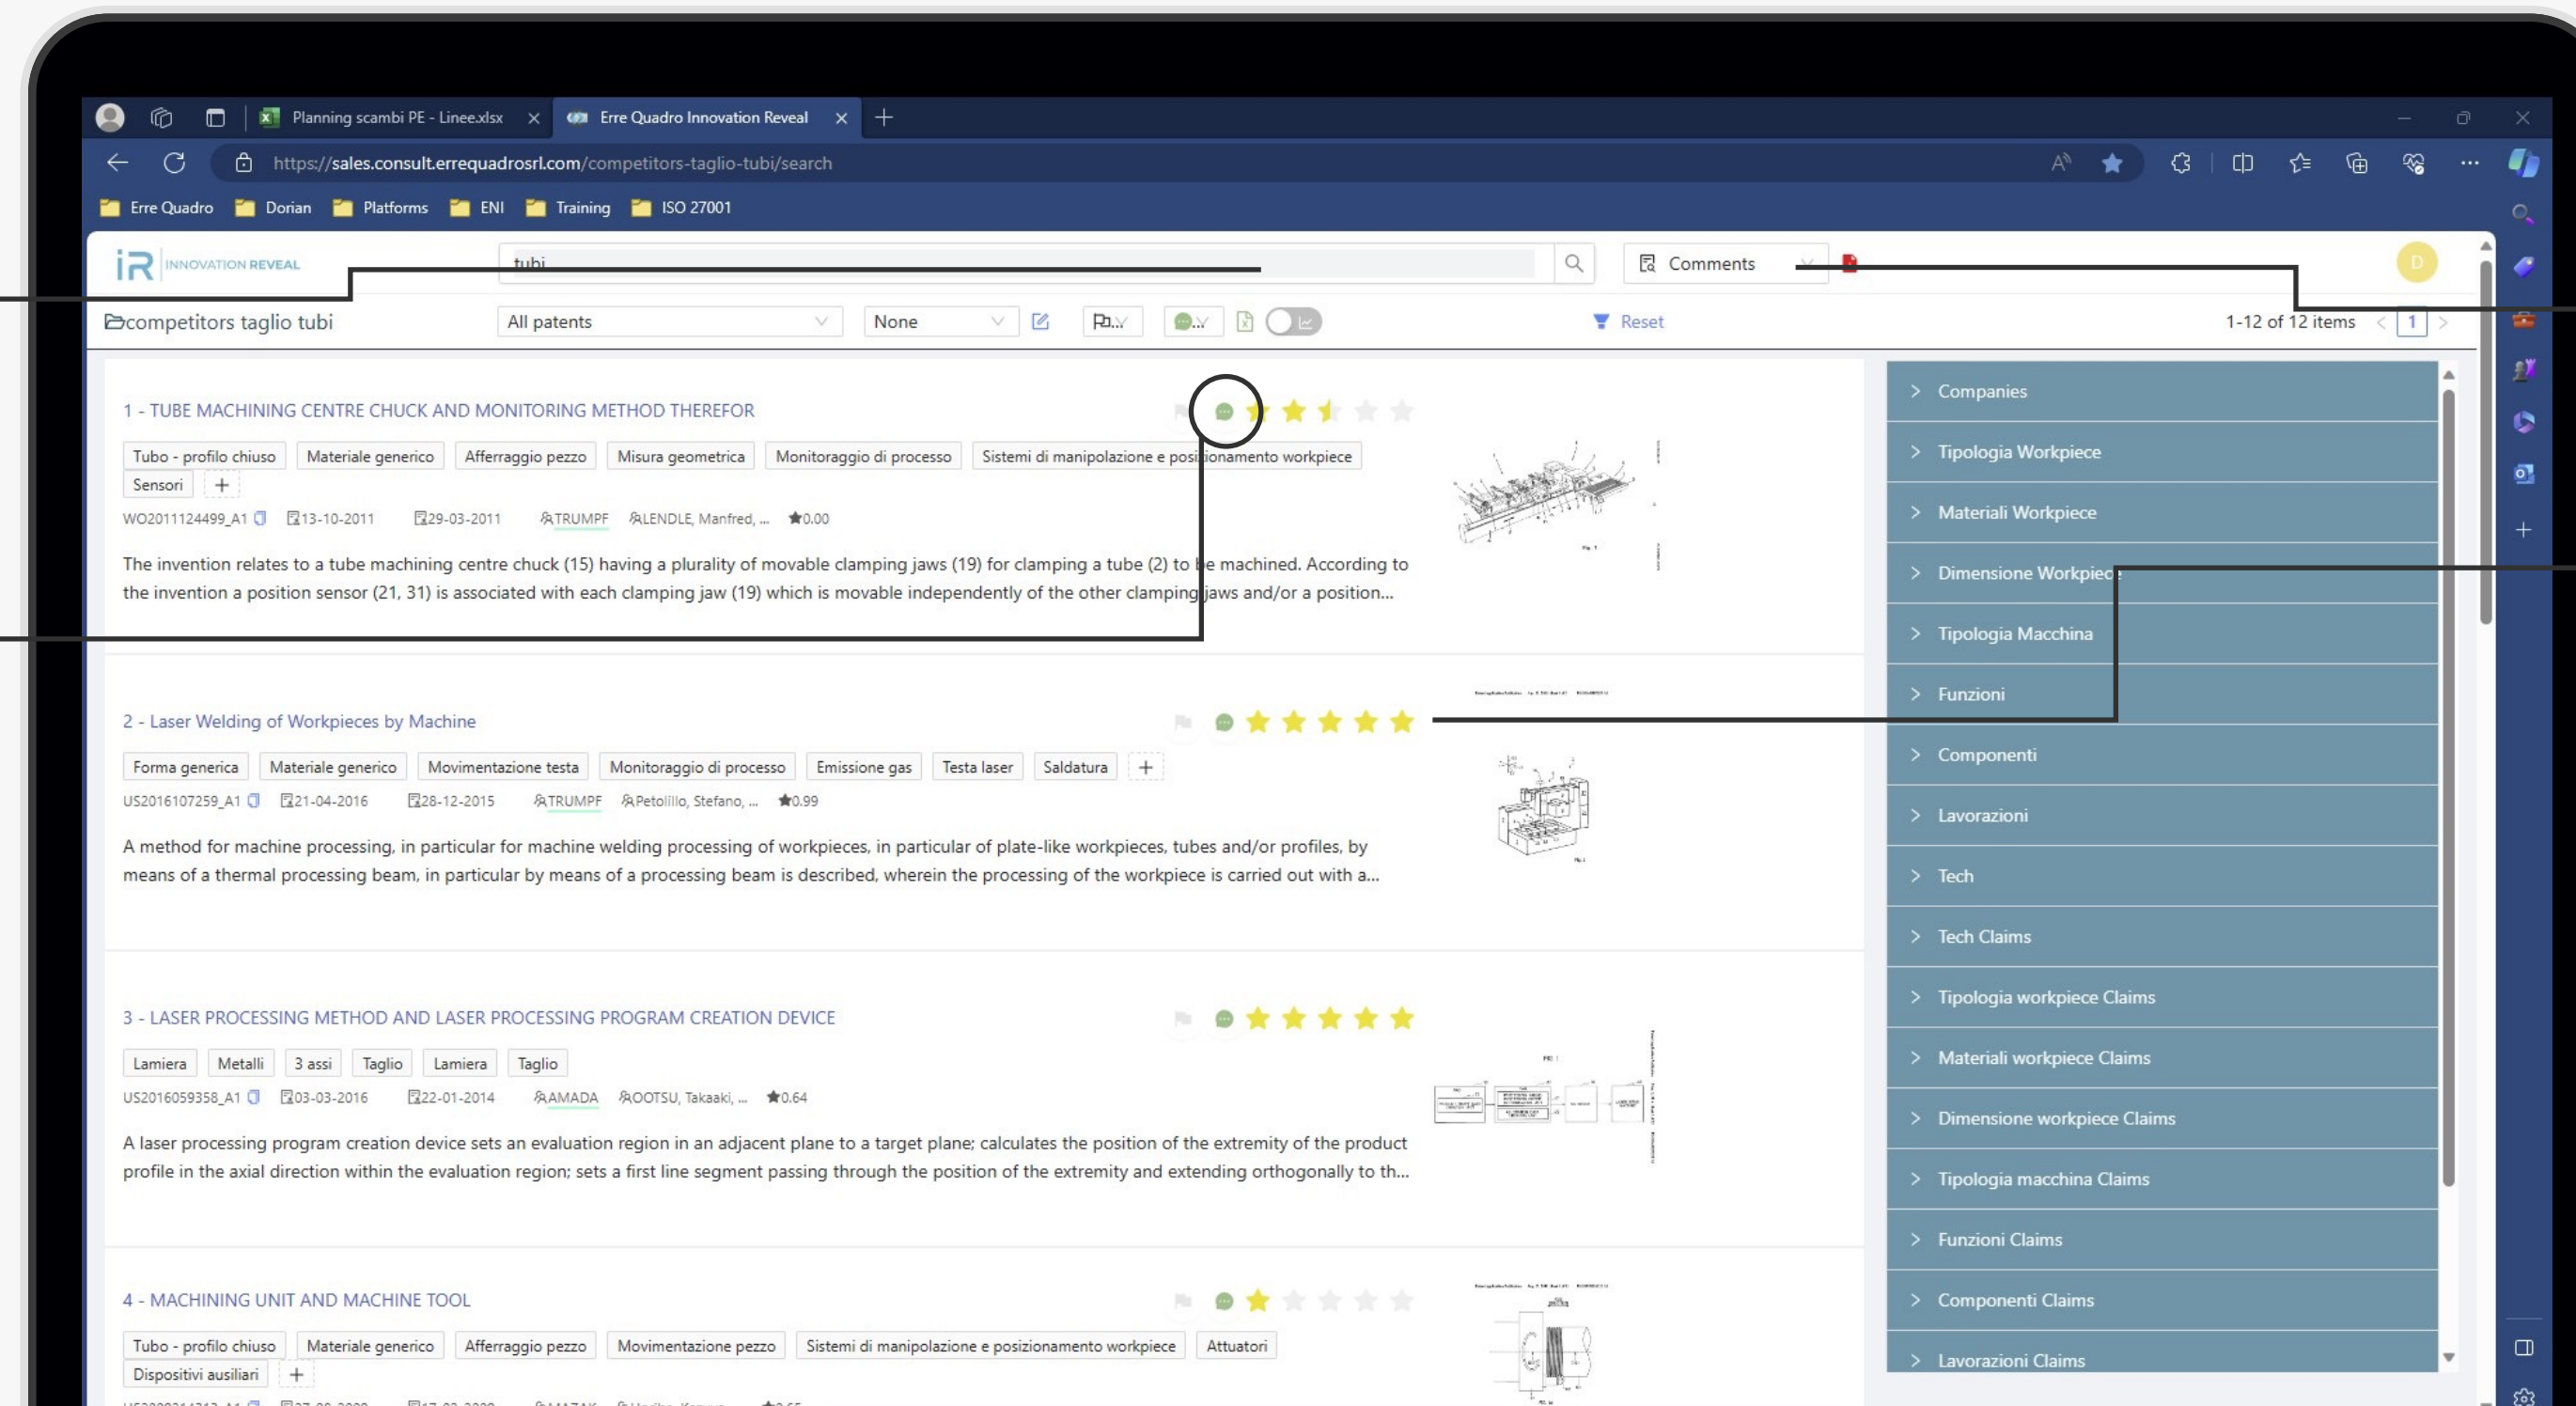 Planning scambi PE - Linee.xlsx
Erre Quadro Innovation Reveal
https://sales.consult.errequadrosrl.com/competitors-taglio-tubi/search
Erre Quadro Dorian Platforms ENI Training ISO 27001
iR INNOVATION REVEAL
tubi
Comments
D
competitors taglio tubi
All patents
None
Reset
1-12 of 12 items < 1 >
1 - TUBE MACHINING CENTRE CHUCK AND MONITORING METHOD THEREFOR
Tubo - profilo chiuso Materiale generico Afferraggio pezzo Misura geometrica Monitoraggio di processo Sistemi di manipolazione e posizionamento workpiece
Sensori +
WO2011124499_A1 13-10-2011 29-03-2011 TRUMPF LENDLE, Manfred, ... ★0.00
The invention relates to a tube machining centre chuck (15) having a plurality of movable clamping jaws (19) for clamping a tube (2) to be machined. According to
the invention a position sensor (21, 31) is associated with each clamping jaw (19) which is movable independently of the other clamping jaws and/or a position...
2 - Laser Welding of Workpieces by Machine
Forma generica Materiale generico Movimentazione testa Monitoraggio di processo Emissione gas Testa laser Saldatura +
US2016107259_A1 21-04-2016 28-12-2015 TRUMPF Petolillo, Stefano, ... ★0.99
A method for machine processing, in particular for machine welding processing of workpieces, in particular of plate-like workpieces, tubes and/or profiles, by
means of a thermal processing beam, in particular by means of a processing beam is described, wherein the processing of the workpiece is carried out with a...
3 - LASER PROCESSING METHOD AND LASER PROCESSING PROGRAM CREATION DEVICE
Lamiera Metalli 3 assi Taglio Lamiera Taglio
US2016059358_A1 03-03-2016 22-01-2014 AMADA OOTSU, Takaaki, ... ★0.64
A laser processing program creation device sets an evaluation region in an adjacent plane to a target plane; calculates the position of the extremity of the product
profile in the axial direction within the evaluation region; sets a first line segment passing through the position of the extremity and extending orthogonally to th...
4 - MACHINING UNIT AND MACHINE TOOL
Tubo - profilo chiuso Materiale generico Afferraggio pezzo Movimentazione pezzo Sistemi di manipolazione e posizionamento workpiece Attuatori
Dispositivi ausiliari +
Companies
Tipologia Workpiece
Materiali Workpiece
Dimensione Workpiece
Tipologia Macchina
Funzioni
Componenti
Lavorazioni
Tech
Tech Claims
Tipologia workpiece Claims
Materiali workpiece Claims
Dimensione workpiece Claims
Tipologia macchina Claims
Funzioni Claims
Componenti Claims
Lavorazioni Claims